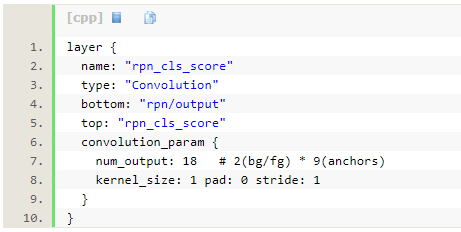 [cpp]
1. layer {
2.   name: "rpn_cls_score"
3.   type: "Convolution"
4.   bottom: "rpn/output"
5.   top: "rpn_cls_score"
6.   convolution_param {
7.     num_output: 18   # 2(bg/fg) * 9(anchors)
8.     kernel_size: 1 pad: 0 stride: 1
9.   }
10. }